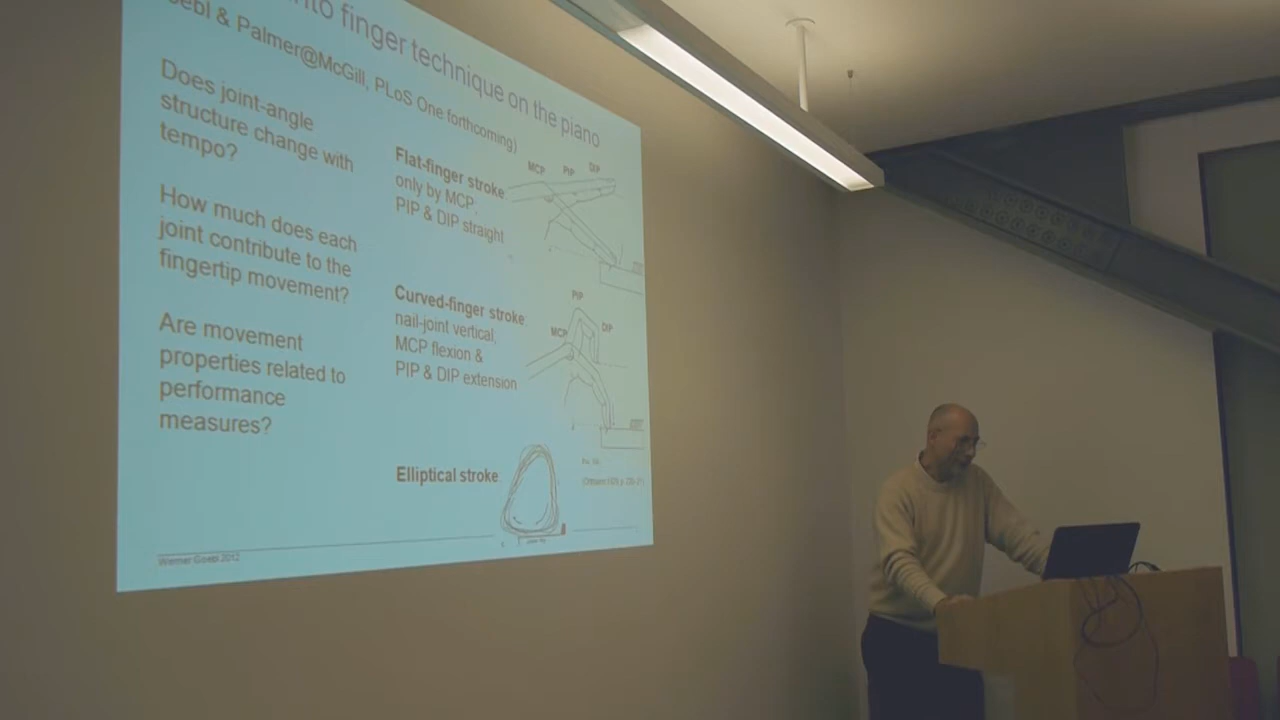 nto finger technique on the piano
oebl & Palmer@McGill, PLoS One forthcoming)
Does joint-angle
structure change with
tempo?
How much does each
joint contribute to the
fingertip movement?
Are movement
properties related to
performance
measures?
Flat-finger stroke
only by MCP,
PIP & DIP straight
MCP PIP DIP
Curved-finger stroke
nail-joint vertical,
MCP flexion &
PIP & DIP extension
PIP
MCP DIP
Elliptical stroke
Werner Goebl 2012